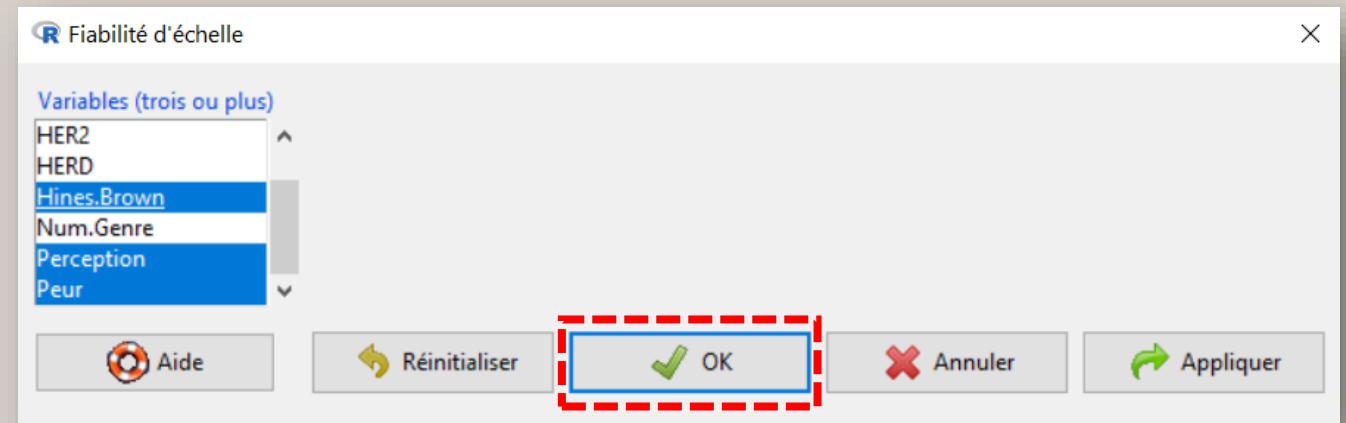 Fiabilité d'échelle
Variables (trois ou plus)
HER2
HERD
Hines.Brown
Num.Genre
Perception
Peur
Aide
Réinitialiser
OK
Annuler
Appliquer